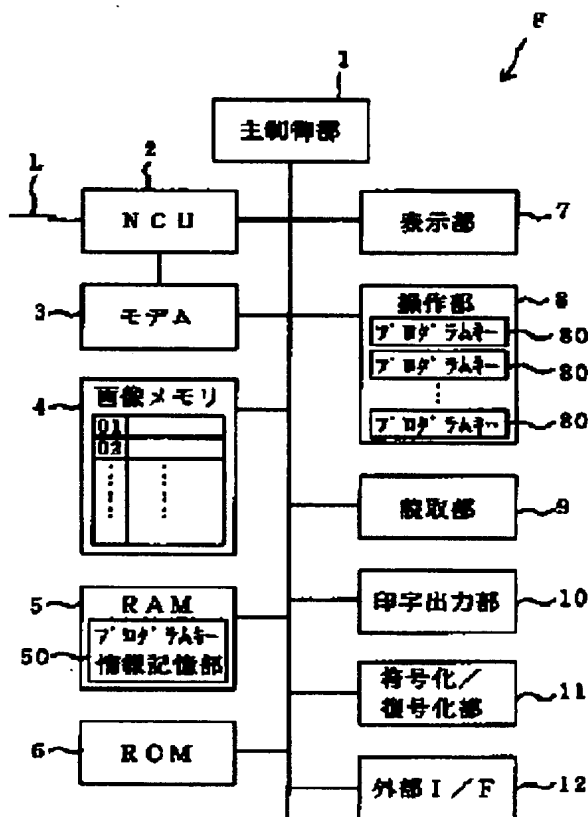 F
1
主制御部
L
2
NCU
表示部
7
3
モデム
操作部
8
プログラムキー
80
プログラムキー
80
プログラムキー
80
4
画像メモリ
01
02
読取部
9
5
RAM
プログラムキー
50
情報記憶部
印字出力部
10
符号化/
復号化部
11
6
ROM
外部I/F
12